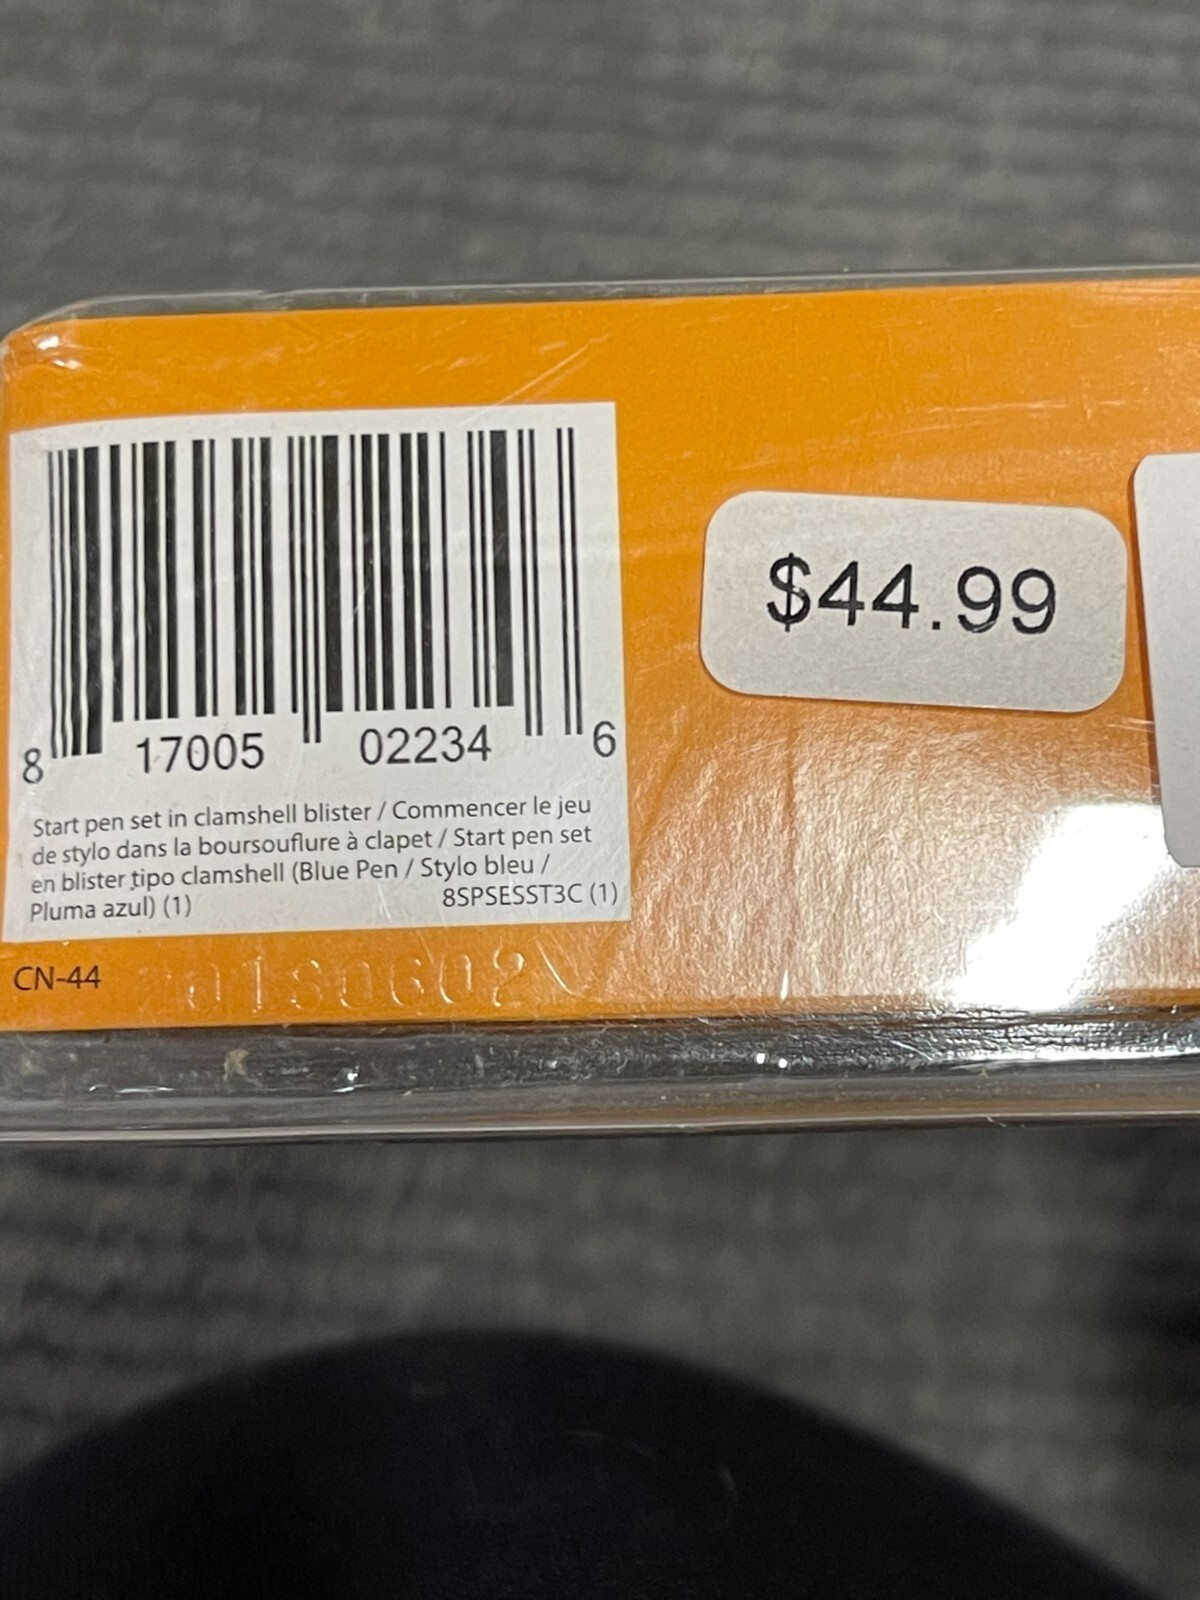 $44.99
8 17005 02234 6
Start pen set in clamshell blister / Commencer le jeu
de stylo dans la boursouflure à clapet / Start pen set
en blister tipo clamshell (Blue Pen / Stylo bleu /
Pluma azul) (1) 8SPSESST3C (1)
CN-44